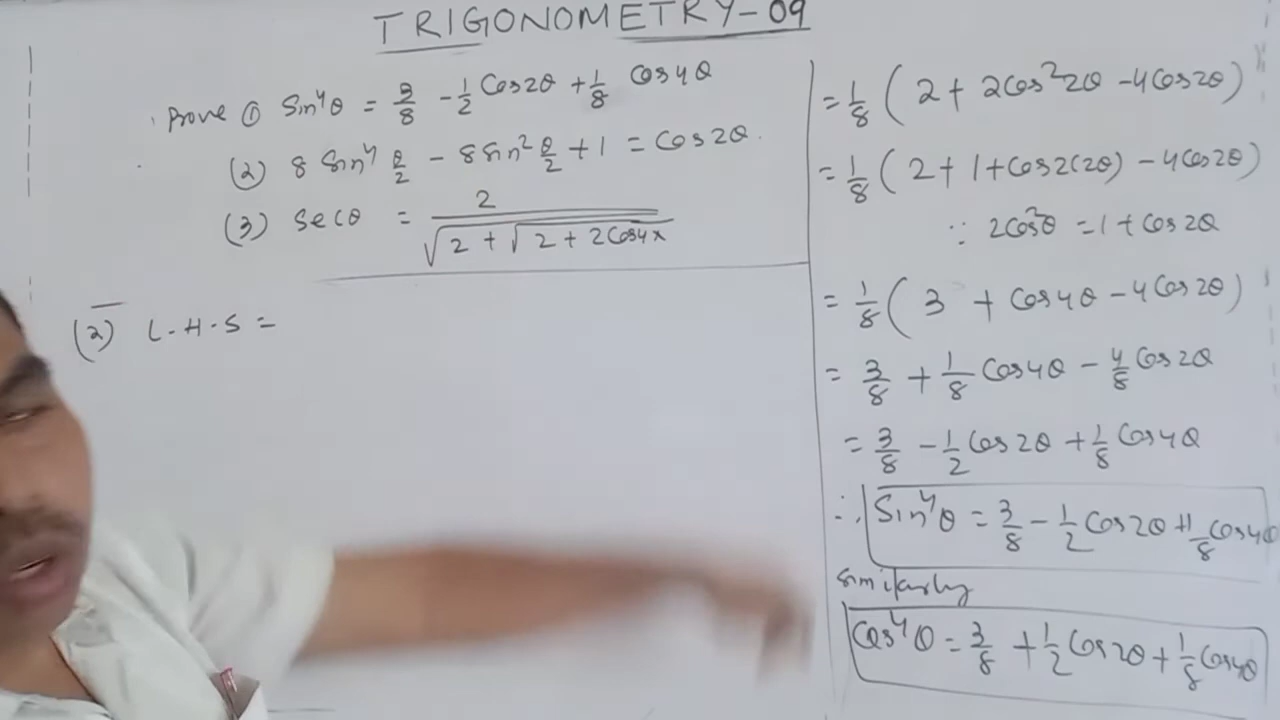 TRIGONOMETRY-09
Prove ① Sin⁴θ = 3/8 - 1/2 Cos2θ + 1/8 Cos4θ
(2) 8 Sin⁴ θ/2 - 8 Sin² θ/2 + 1 = Cos2θ.
(3) Secθ = 2/√(2 + √(2 + 2Cos4x))
(2) L.H.S =
= 1/8 (2 + 2Cos²2θ - 4Cos2θ)
= 1/8 (2 + 1 + Cos2(2θ) - 4Cos2θ)
∵ 2Cos²θ = 1 + Cos2θ
= 1/8 (3 + Cos4θ - 4Cos2θ)
= 3/8 + 1/8 Cos4θ - 4/8 Cos2θ
= 3/8 - 1/2 Cos2θ + 1/8 Cos4θ
∴ Sin⁴θ = 3/8 - 1/2 Cos2θ + 1/8 Cos4θ
Similarly
Cos⁴θ = 3/8 + 1/2 Cos2θ + 1/8 Cos4θ